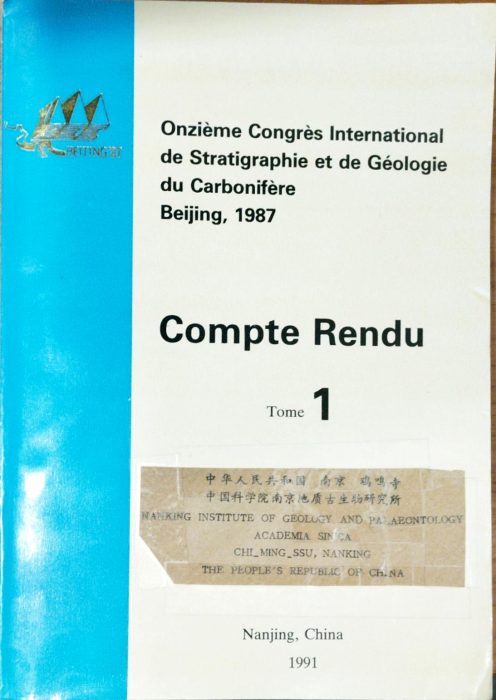 BEIJING'87
Onzième Congrès International
de Stratigraphie et de Géologie
du Carbonifère
Beijing, 1987
Compte Rendu
Tome 1
中华人民共和国 南京 鸡鸣寺
中国科学院南京地质古生物研究所
NANKING INSTITUTE OF GEOLOGY AND PALAEONTOLOGY
ACADEMIA SINICA
CHI_MING_SSU, NANKING
THE PEOPLE'S REPUBLIC OF CHINA
Nanjing, China
1991